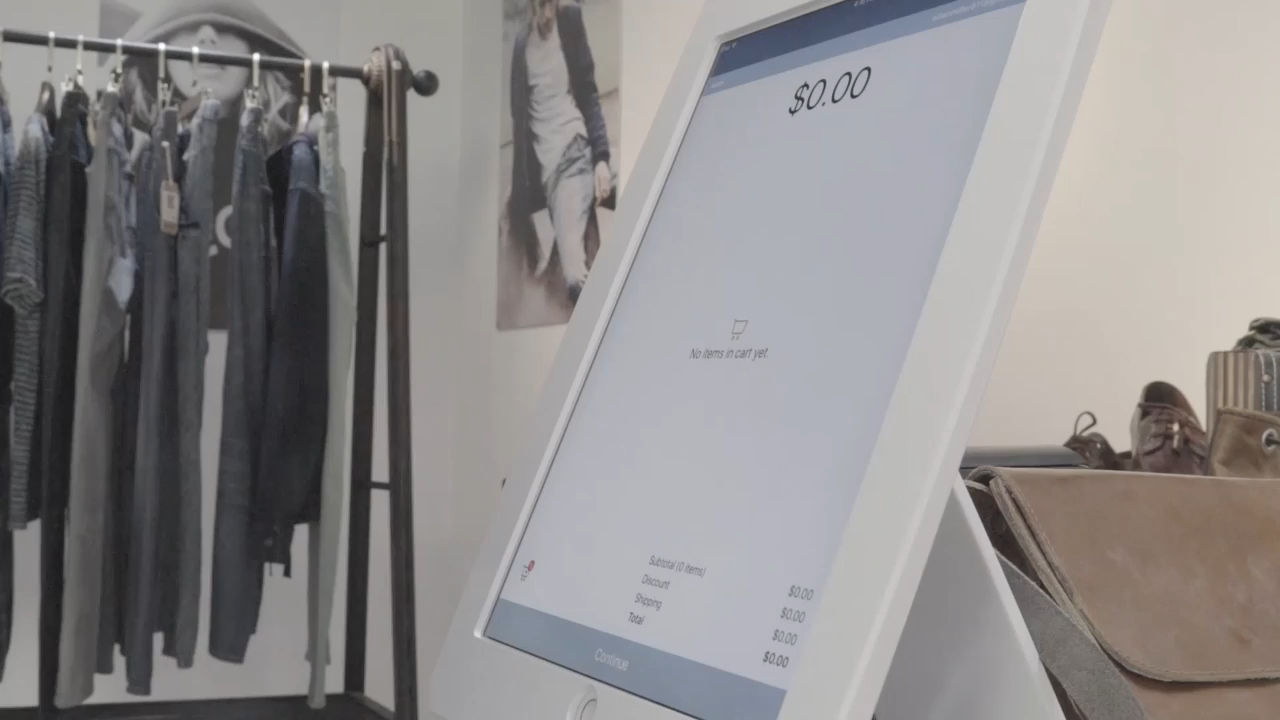 $0.00
No items in cart yet.
Subtotal (0 items) $0.00
Discount $0.00
Shipping $0.00
Total $0.00
Continue